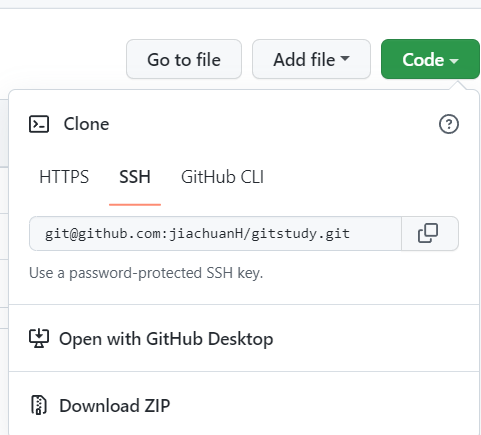 Go to file
Add file
Code
Clone
HTTPS
SSH
GitHub CLI
git@github.com:jiachuanH/gitstudy.git
Use a password-protected SSH key.
Open with GitHub Desktop
Download ZIP